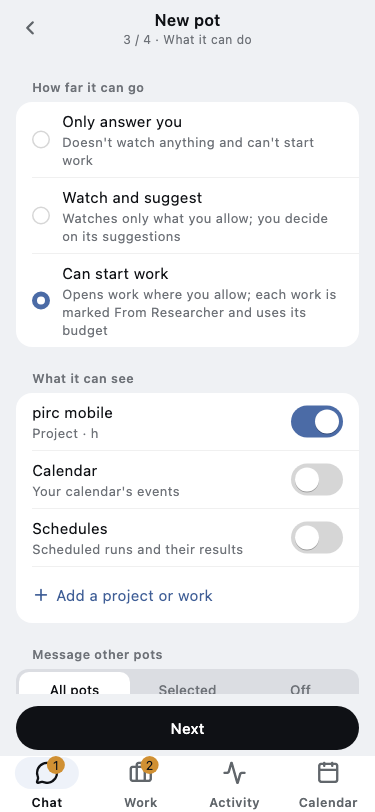 New pot
3 / 4 · What it can do
How far it can go
Only answer you
Doesn't watch anything and can't start
work
Watch and suggest
Watches only what you allow; you decide
on its suggestions
Can start work
Opens work where you allow; each work is
marked From Researcher and uses its
budget
What it can see
pirc mobile
Project · h
Calendar
Your calendar's events
Schedules
Scheduled runs and their results
+ Add a project or work
Message other pots
All pots Selected Off
Next
1 2
Chat Work Activity Calendar